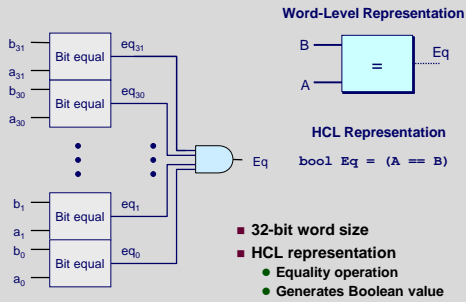 b31
Bit equal
eq31
a31
b30
Bit equal
eq30
a30
b1
Bit equal
eq1
a1
b0
Bit equal
eq0
a0
Eq
Word-Level Representation
B
=
Eq
A
HCL Representation
bool Eq = (A == B)
■ 32-bit word size
■ HCL representation
● Equality operation
● Generates Boolean value